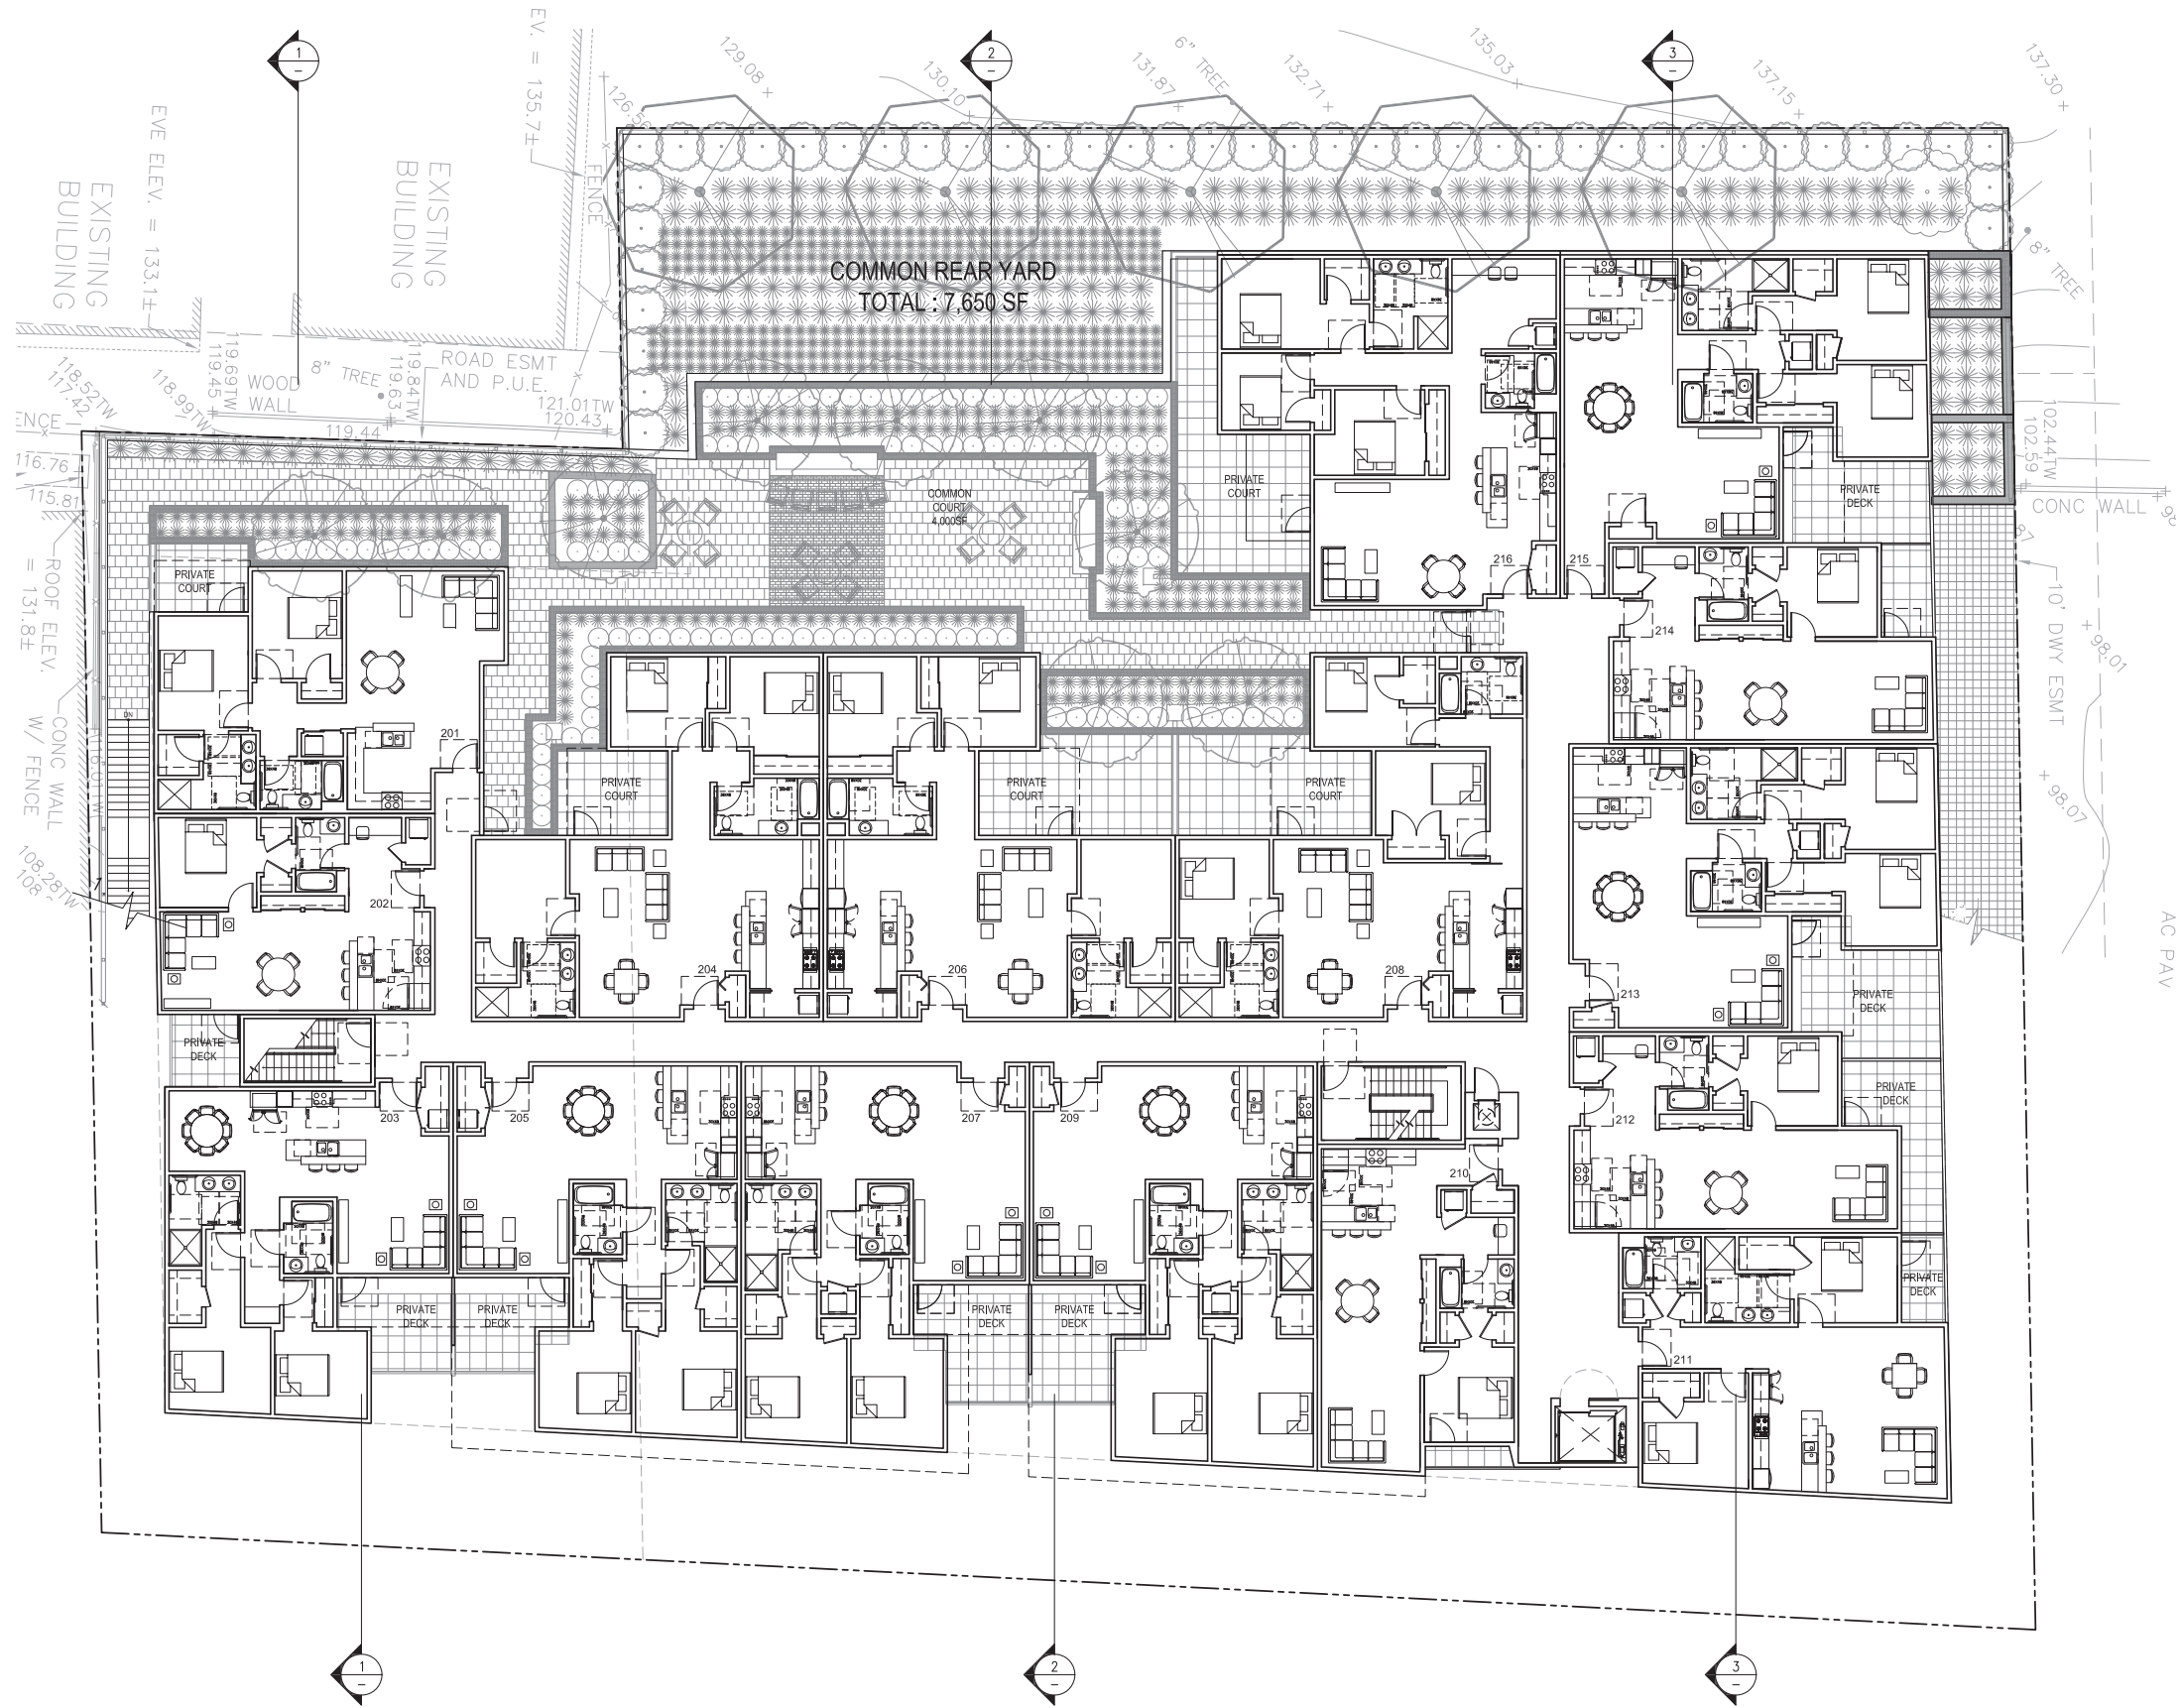 1
–
2
–
3
–
EV. = 135.7±
129.08
130.10
131.87
6" TREE
132.71
135.03
137.15
137.30
126.56
EVE ELEV. = 133.1±
EXISTING
BUILDING
EXISTING
BUILDING
FENCE
8" TREE
COMMON REAR YARD
TOTAL : 7,650 SF
119.69TW
119.45
WOOD
WALL
8" TREE
119.84TW
119.63
ROAD ESMT
AND P.U.E.
121.01TW
120.43
119.44
118.52TW
117.42
118.99TW
ENCE
116.76
115.81
102.44TW
102.59
CONC WALL
PRIVATE
COURT
COMMON
COURT
4,000SF
PRIVATE
DECK
PRIVATE
COURT
216
215
214
ROOF ELEV.
= 131.8±
CONC WALL
W/ FENCE
10' DWY ESMT
98.01
98.07
DN
201
PRIVATE
COURT
PRIVATE
COURT
PRIVATE
COURT
108.28TW
108
202
204
206
208
213
AC PAV
PRIVATE
DECK
PRIVATE
DECK
PRIVATE
DECK
203
205
207
209
210
212
PRIVATE
DECK
PRIVATE
DECK
PRIVATE
DECK
PRIVATE
DECK
PRIVATE
DECK
211
1
–
2
–
3
–